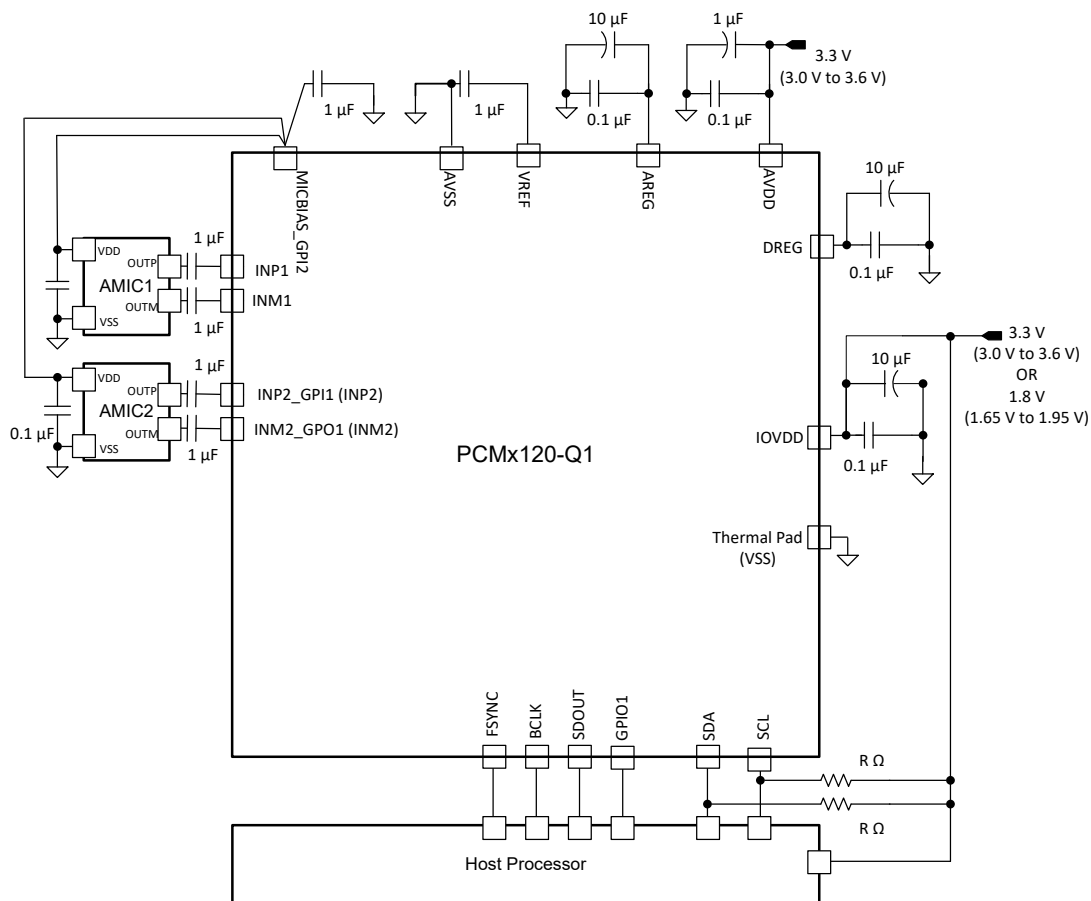 10 µF
1 µF
3.3 V
(3.0 V to 3.6 V)
1 µF
1 µF
0.1 µF
0.1 µF
MICBIAS_GPI2
AVSS
VREF
AREG
AVDD
10 µF
DREG
0.1 µF
1 µF
VDD
OUTP
INP1
AMIC1
OUTM
INM1
VSS
1 µF
3.3 V
(3.0 V to 3.6 V)
OR
1.8 V
(1.65 V to 1.95 V)
1 µF
10 µF
VDD
OUTP
INP2_GPI1 (INP2)
AMIC2
0.1 µF
OUTM
INM2_GPO1 (INM2)
VSS
1 µF
IOVDD
0.1 µF
PCMx120-Q1
Thermal Pad
(VSS)
FSYNC
BCLK
SDOUT
GPIO1
SDA
SCL
R Ω
R Ω
Host Processor